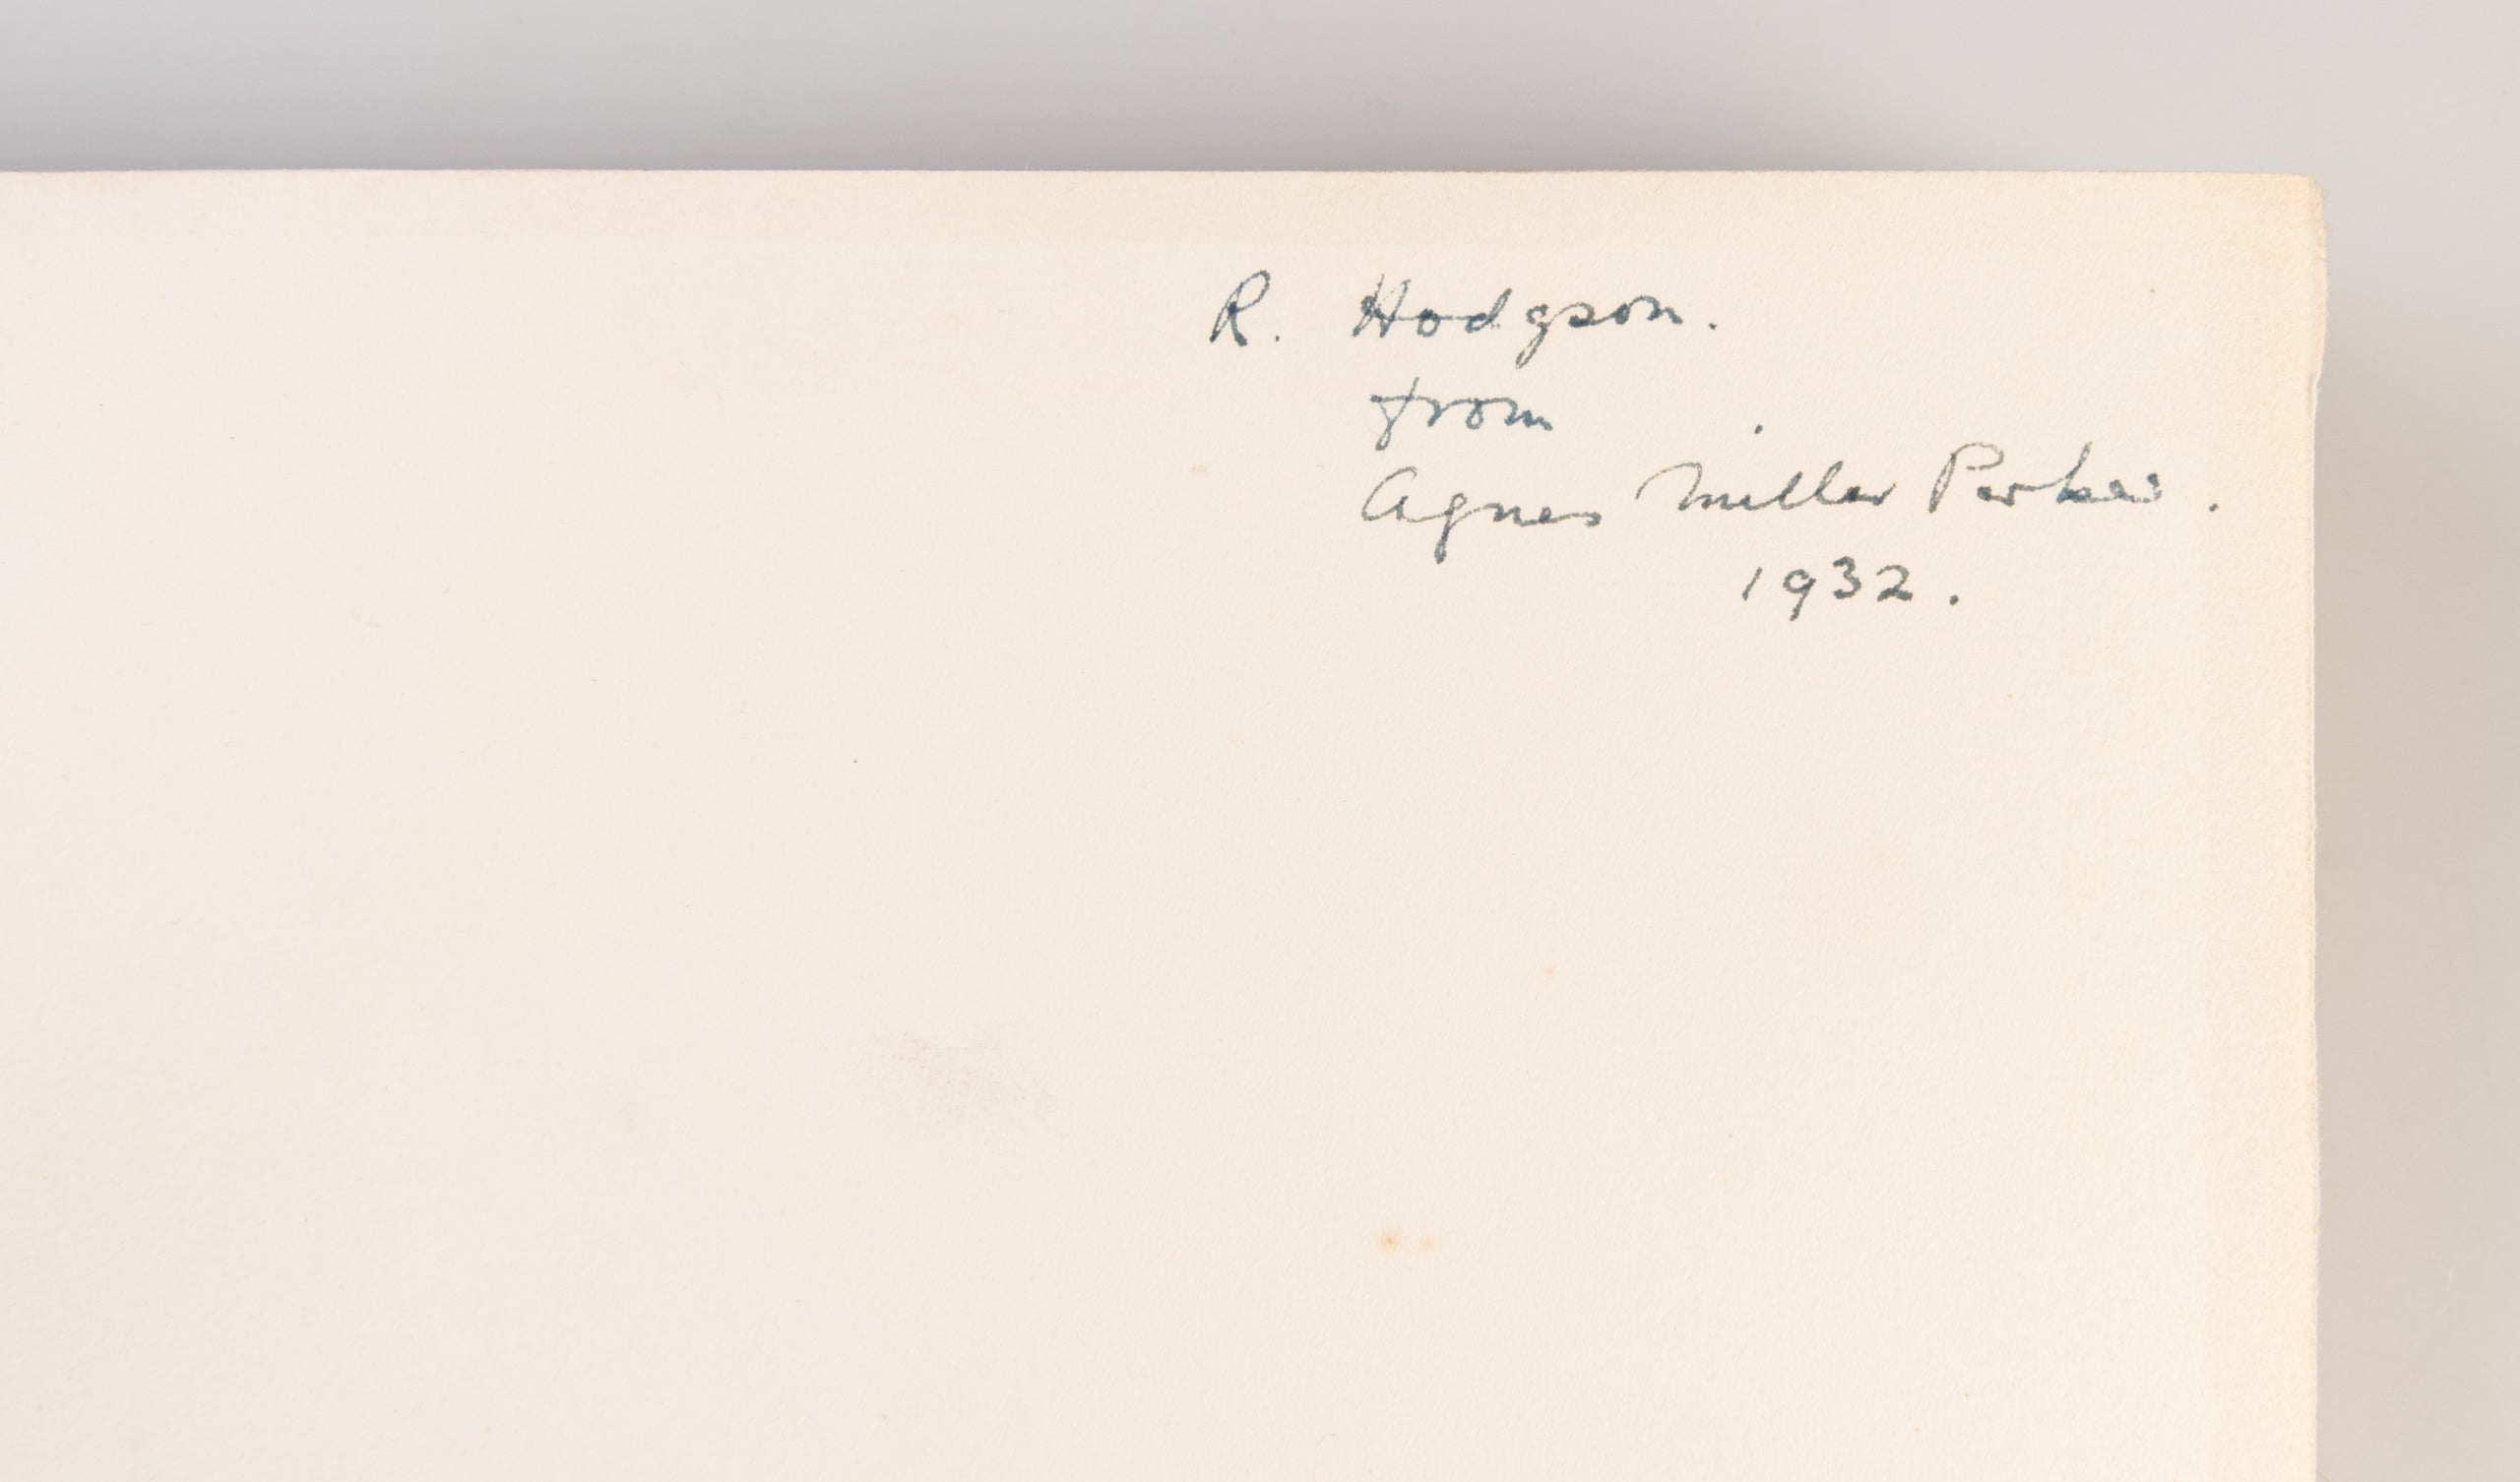 R. Hodgson.
from
Agnes Miller Parker.
1932.